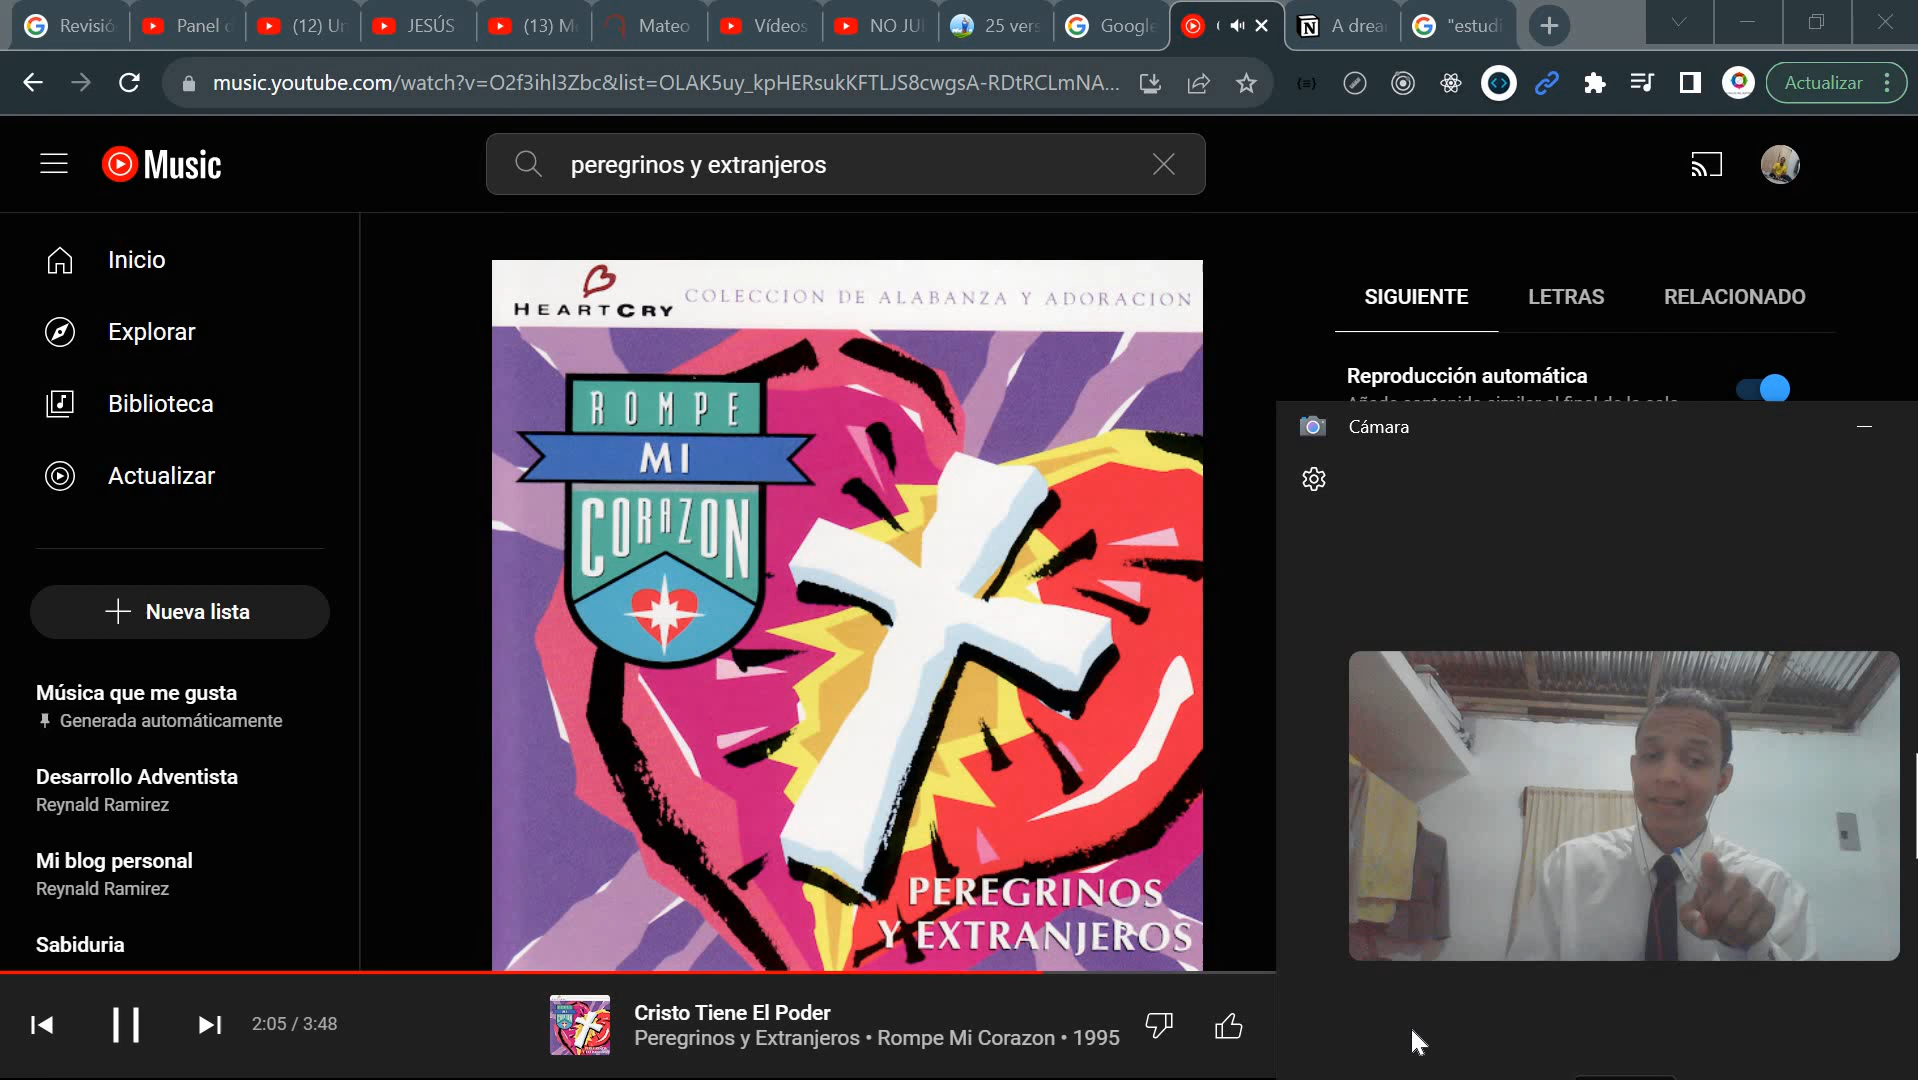 Revisió
Panel d
(12) Un
JESÚS
(13) M
Mateo
Vídeos
NO JU
25 vers
Google
A drea
"estudi
music.youtube.com/watch?v=O2f3ihl3Zbc&list=OLAK5uy_kpHERsukKFTLJS8cwgsA-RDtRCLmNA...
Actualizar
Music
peregrinos y extranjeros
Inicio
Explorar
Biblioteca
Actualizar
Nueva lista
Música que me gusta
Generada automáticamente
Desarrollo Adventista
Reynald Ramirez
Mi blog personal
Reynald Ramirez
Sabiduria
HEARTCRY
COLECCION DE ALABANZA Y ADORACION
ROMPE
MI
CORAZON
PEREGRINOS
Y EXTRANJEROS
SIGUIENTE
LETRAS
RELACIONADO
Reproducción automática
Cámara
2:05 / 3:48
Cristo Tiene El Poder
Peregrinos y Extranjeros • Rompe Mi Corazon • 1995